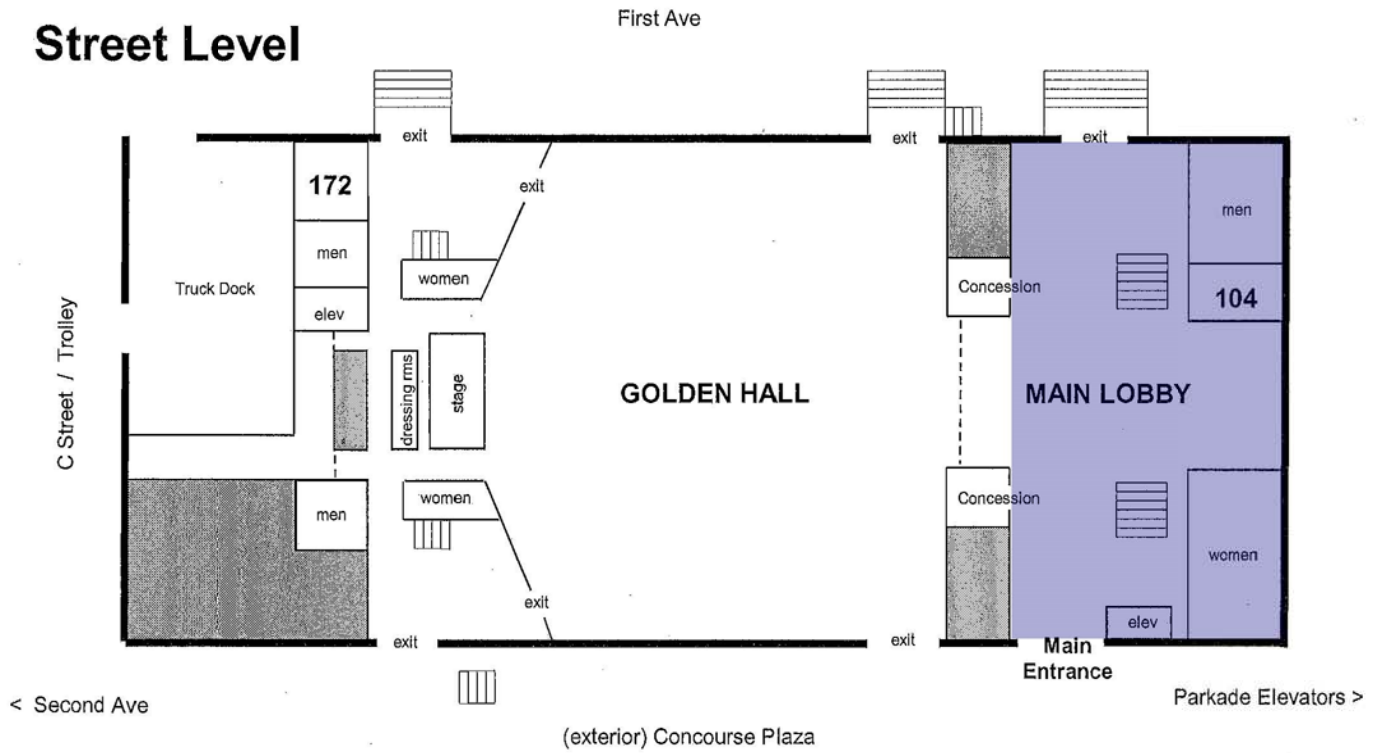 First Ave
Street Level
exit
exit
exit
172
exit
men
men
women
Truck Dock
Concession
104
elev
C Street / Trolley
dressing rms
stage
GOLDEN HALL
MAIN LOBBY
women
Concession
men
women
exit
elev
exit
exit
Main
Entrance
< Second Ave
Parkade Elevators >
(exterior) Concourse Plaza